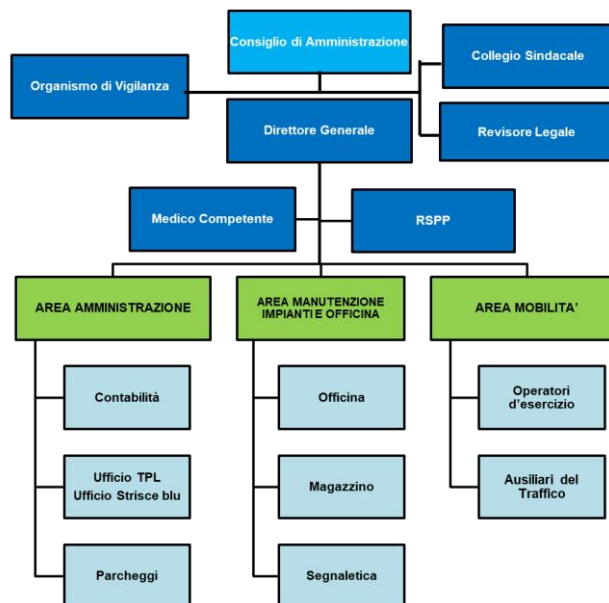 Consiglio di Amministrazione
Organismo di Vigilanza
Collegio Sindacale
Direttore Generale
Revisore Legale
Medico Competente
RSPP
AREA AMMINISTRAZIONE
AREA MANUTENZIONE
IMPIANTI E OFFICINA
AREA MOBILITA'
Contabilità
Officina
Operatori
d'esercizio
Ufficio TPL
Ufficio Strisce blu
Magazzino
Ausiliari del
Traffico
Parcheggi
Segnaletica